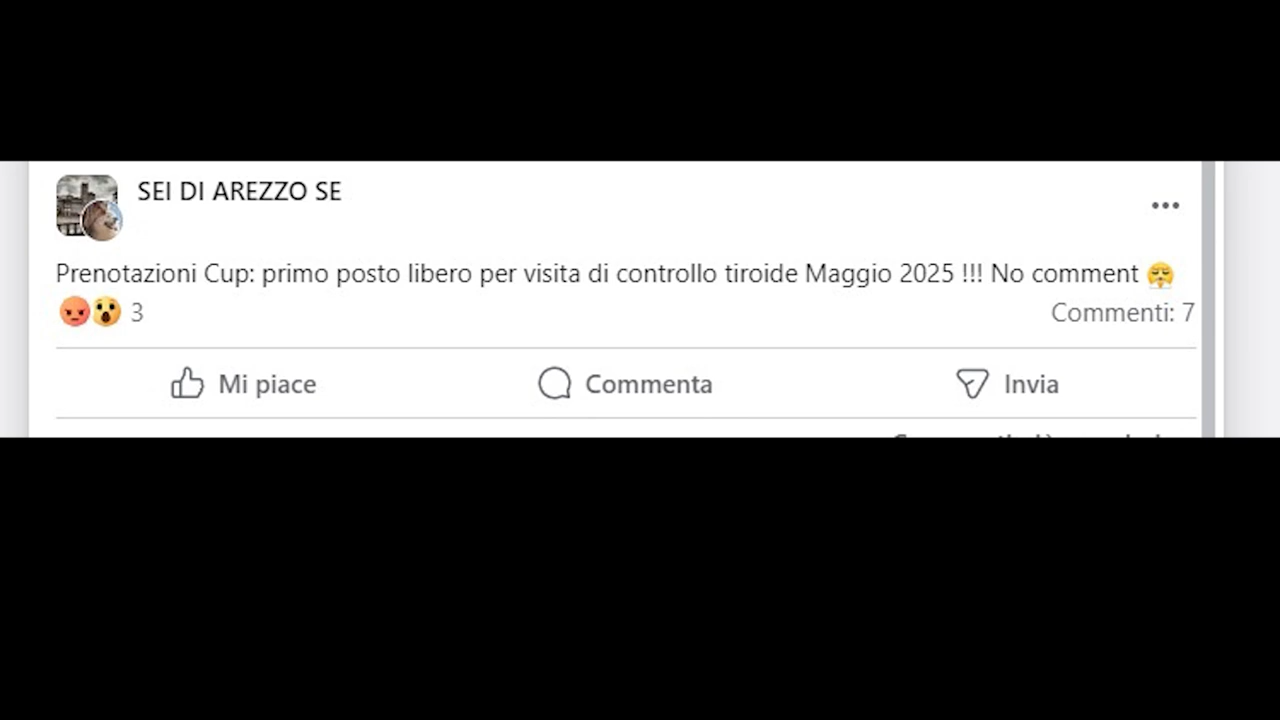 SEI DI AREZZO SE
Prenotazioni Cup: primo posto libero per visita di controllo tiroide Maggio 2025 !!! No comment 😤
😡😮 3 Commenti: 7
Mi piace Commenta Invia